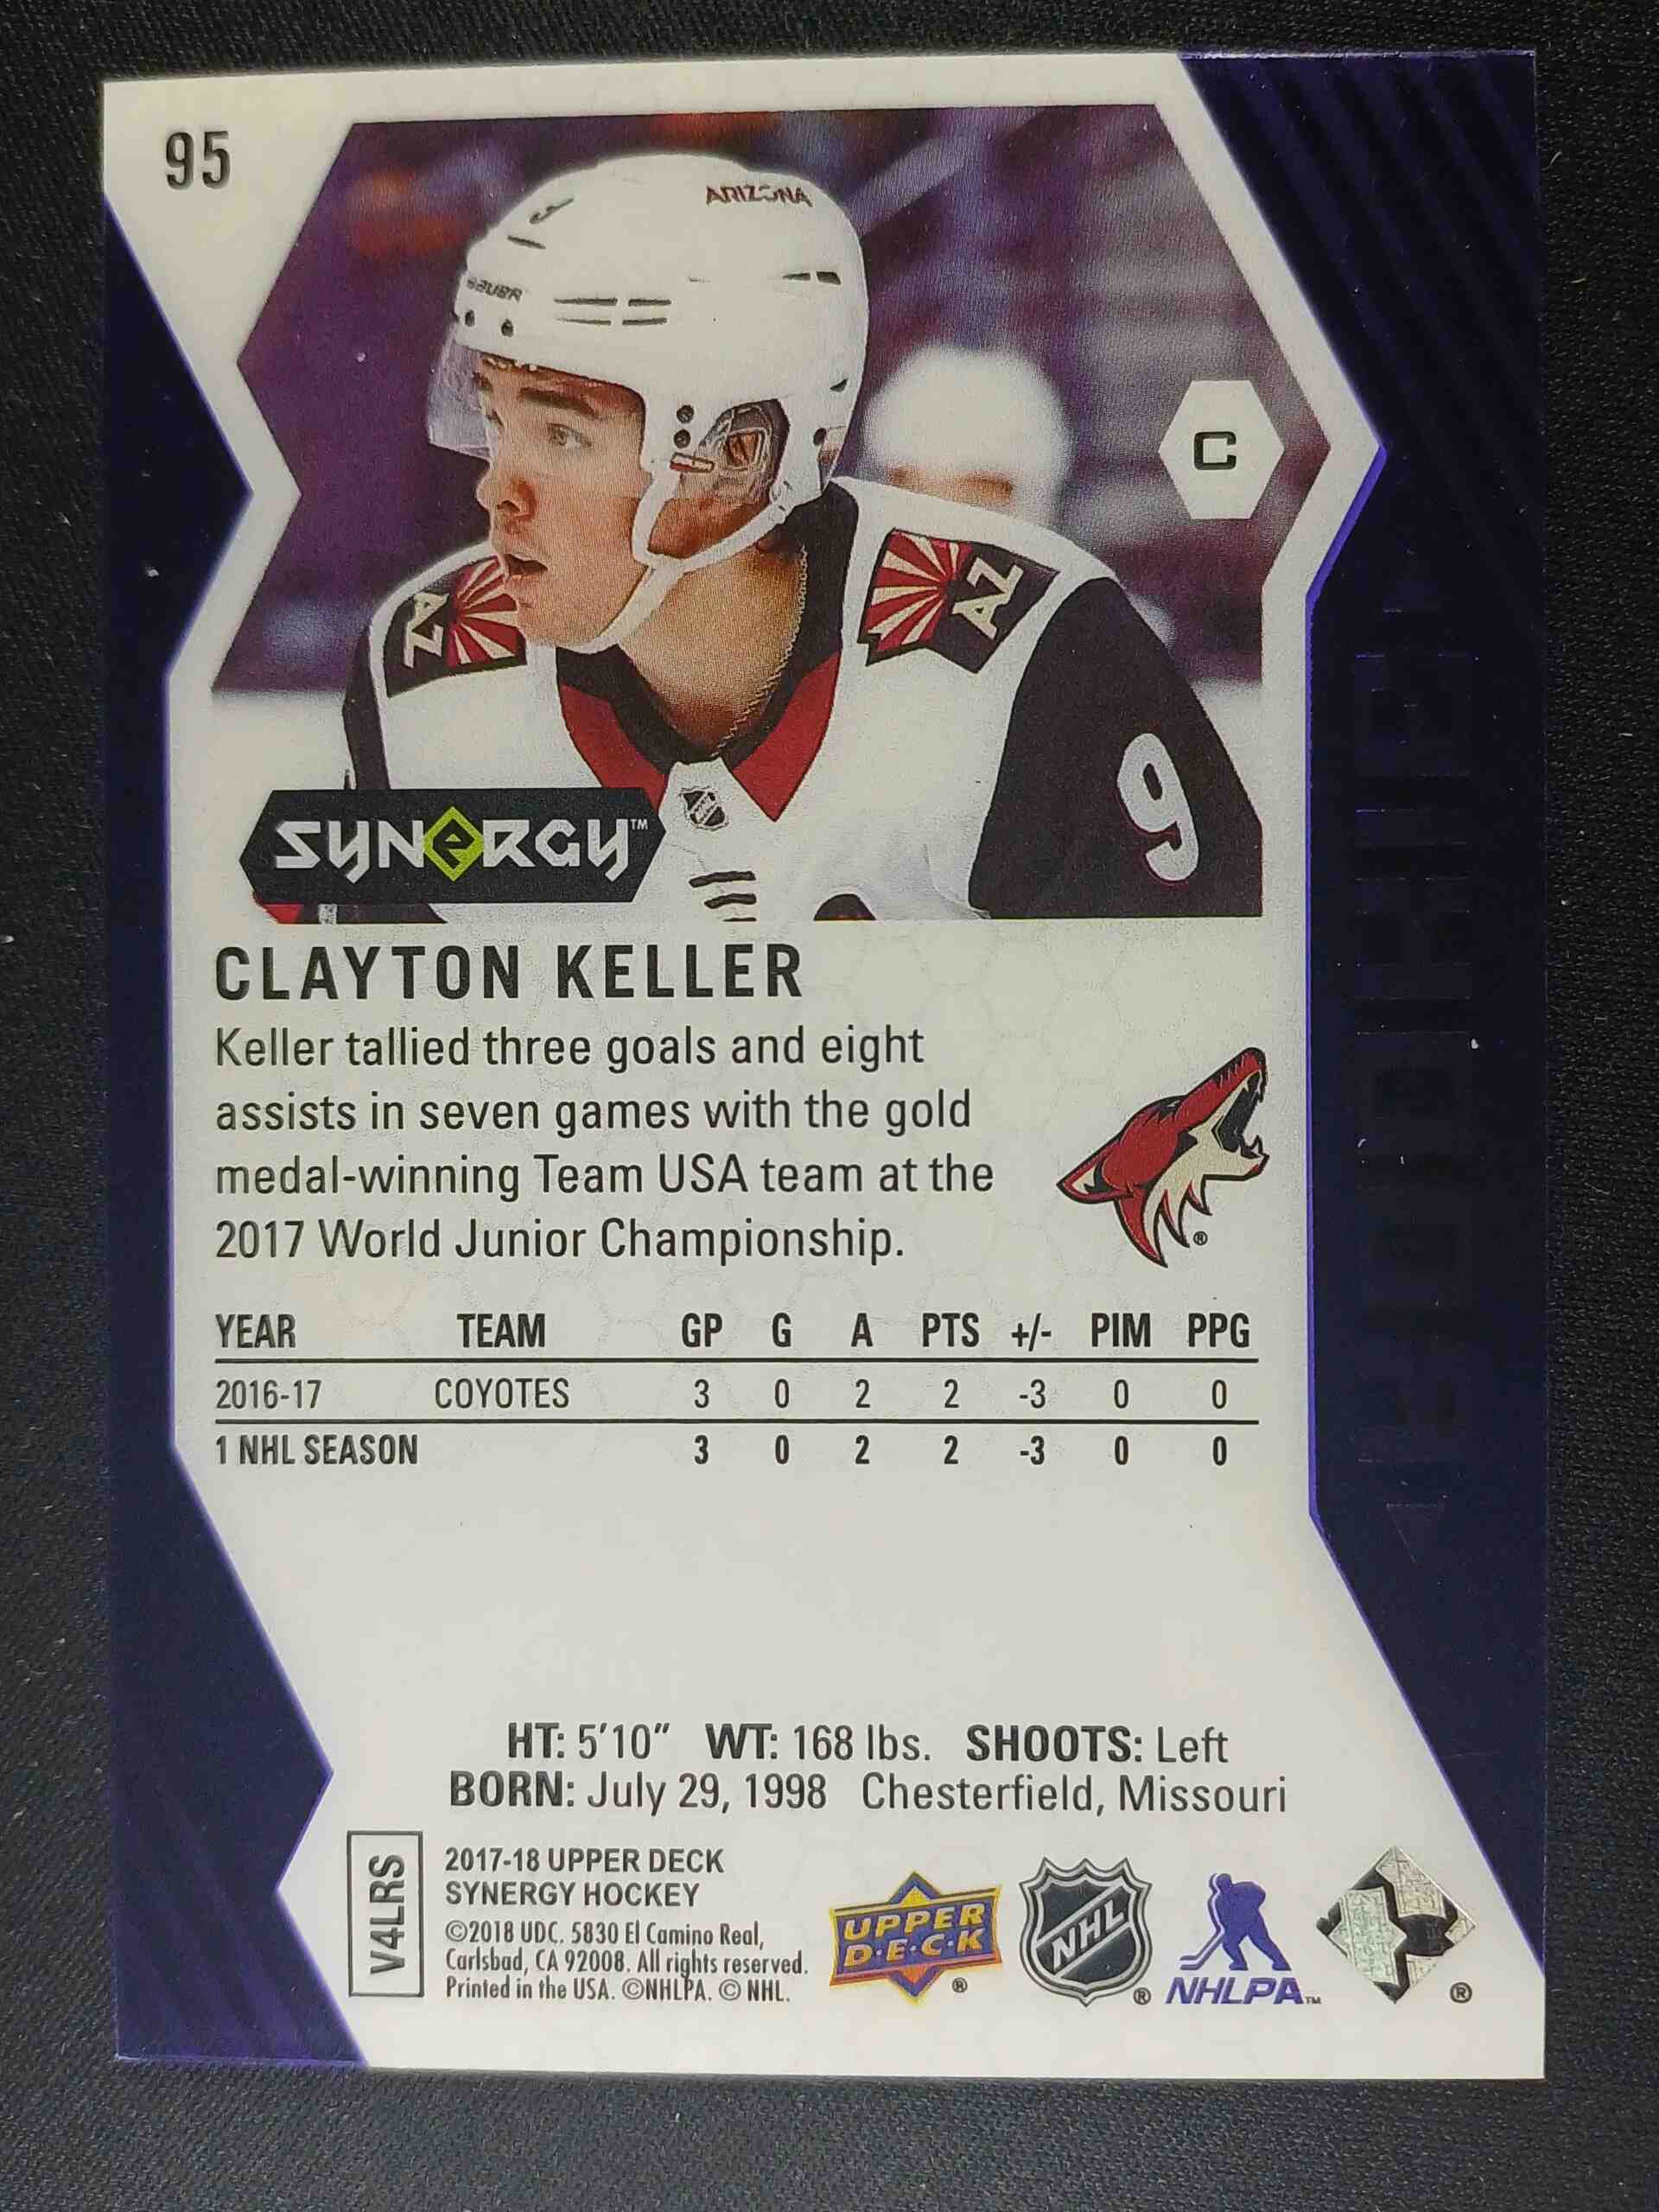 95
ARIZONA
BAUER
C
AZ
AZ
9
SYNERGY™
CLAYTON KELLER
Keller tallied three goals and eight
assists in seven games with the gold
medal-winning Team USA team at the
2017 World Junior Championship.
®
YEAR TEAM GP G A PTS +/- PIM PPG
2016-17 COYOTES 3 0 2 2 -3 0 0
1 NHL SEASON 3 0 2 2 -3 0 0
HT: 5'10" WT: 168 lbs. SHOOTS: Left
BORN: July 29, 1998 Chesterfield, Missouri
V4LRS
2017-18 UPPER DECK
SYNERGY HOCKEY
©2018 UDC. 5830 El Camino Real,
Carlsbad, CA 92008. All rights reserved.
Printed in the USA. ©NHLPA. © NHL.
UPPER
D•E•C•K ®
NHL ®
NHLPA™
®